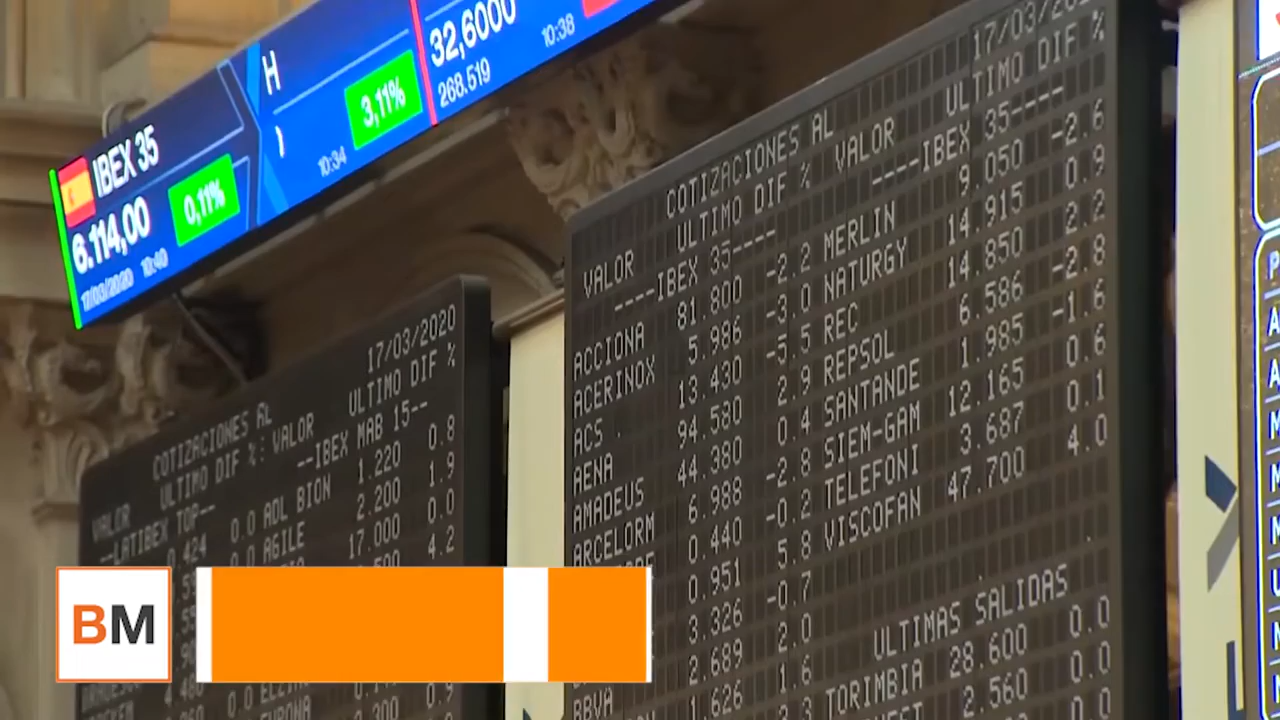 IBEX 35
6.114,00
0,11%
17/03/2020 10:40
H
3,11%
10:34
32,6000
268.519
10:38
17/03/2020
COTIZACIONES AL
VALOR ULTIMO DIF % VALOR ULTIMO DIF %
--LATIBEX TOP-- --IBEX MAB 15--
0.424 0.0 ADL BION 1.220 0.8
0.0 AGILE 2.200 1.9
17.000 0.0
4.2
4.460 0.0
17/03/20
COTIZACIONES AL
VALOR ULTIMO DIF % VALOR ULTIMO DIF %
----IBEX 35---- ----IBEX 35----
ACCIONA 81.800 -2.2 MERLIN 9.050 -2.6
ACERINOX 5.986 -3.0 NATURGY 14.915 0.9
ACS 13.430 -5.5 REC 14.850 2.2
AENA 94.580 2.9 REPSOL 6.586 -2.8
AMADEUS 44.380 0.4 SANTANDE 1.985 -1.6
ARCELORM 6.988 -2.8 SIEM-GAM 12.165 0.6
0.440 -0.2 TELEFONI 3.687 0.1
0.951 5.8 VISCOFAN 47.700 4.0
3.326 -0.7
BBVA 2.689 2.0
1.626 1.6 ULTIMAS SALIDAS
TORIMBIA 28.600 0.0
2.560 0.0
BM